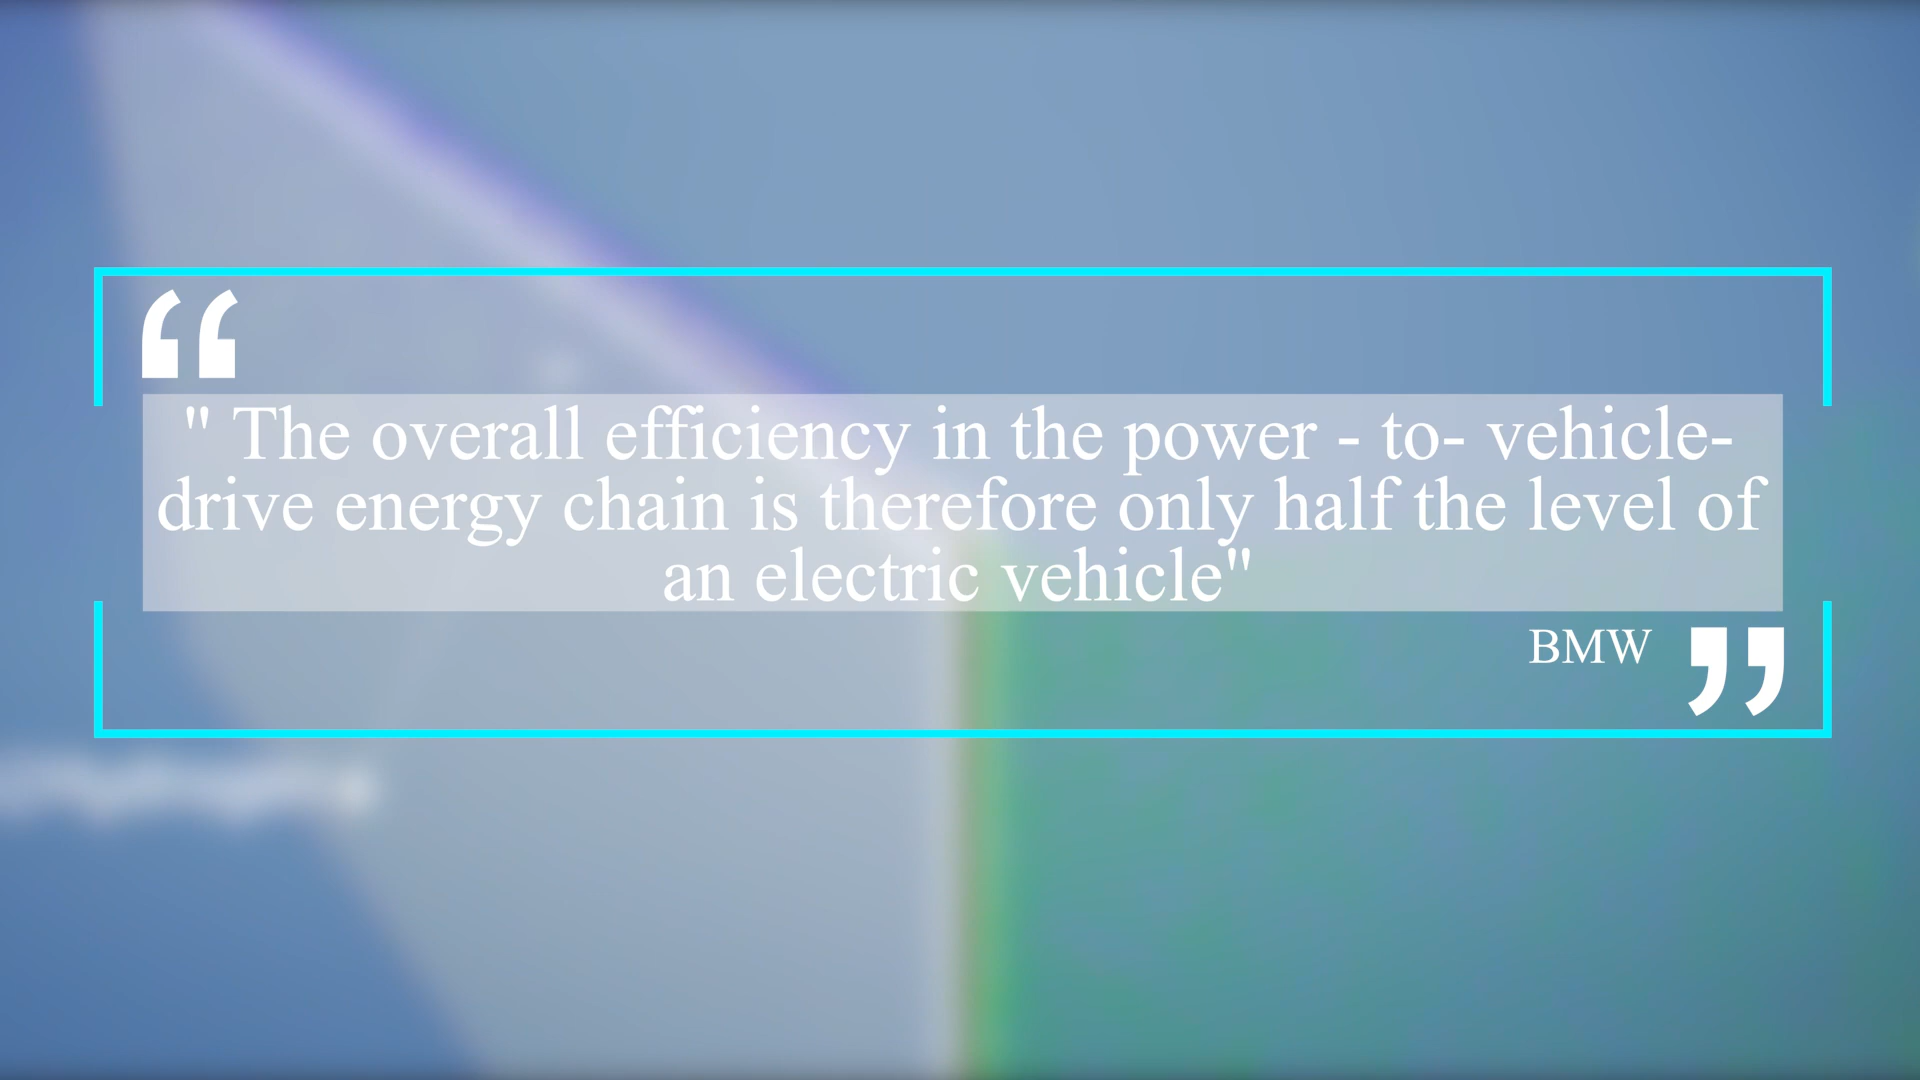 " The overall efficiency in the power - to- vehicle-
drive energy chain is therefore only half the level of
an electric vehicle"
BMW